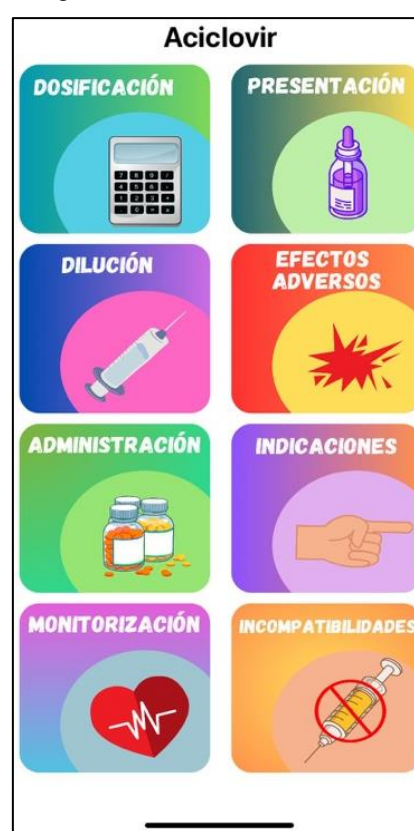 Aciclovir
DOSIFICACIÓN
PRESENTACIÓN
DILUCIÓN
EFECTOS
ADVERSOS
ADMINISTRACIÓN
INDICACIONES
MONITORIZACIÓN
INCOMPATIBILIDADES